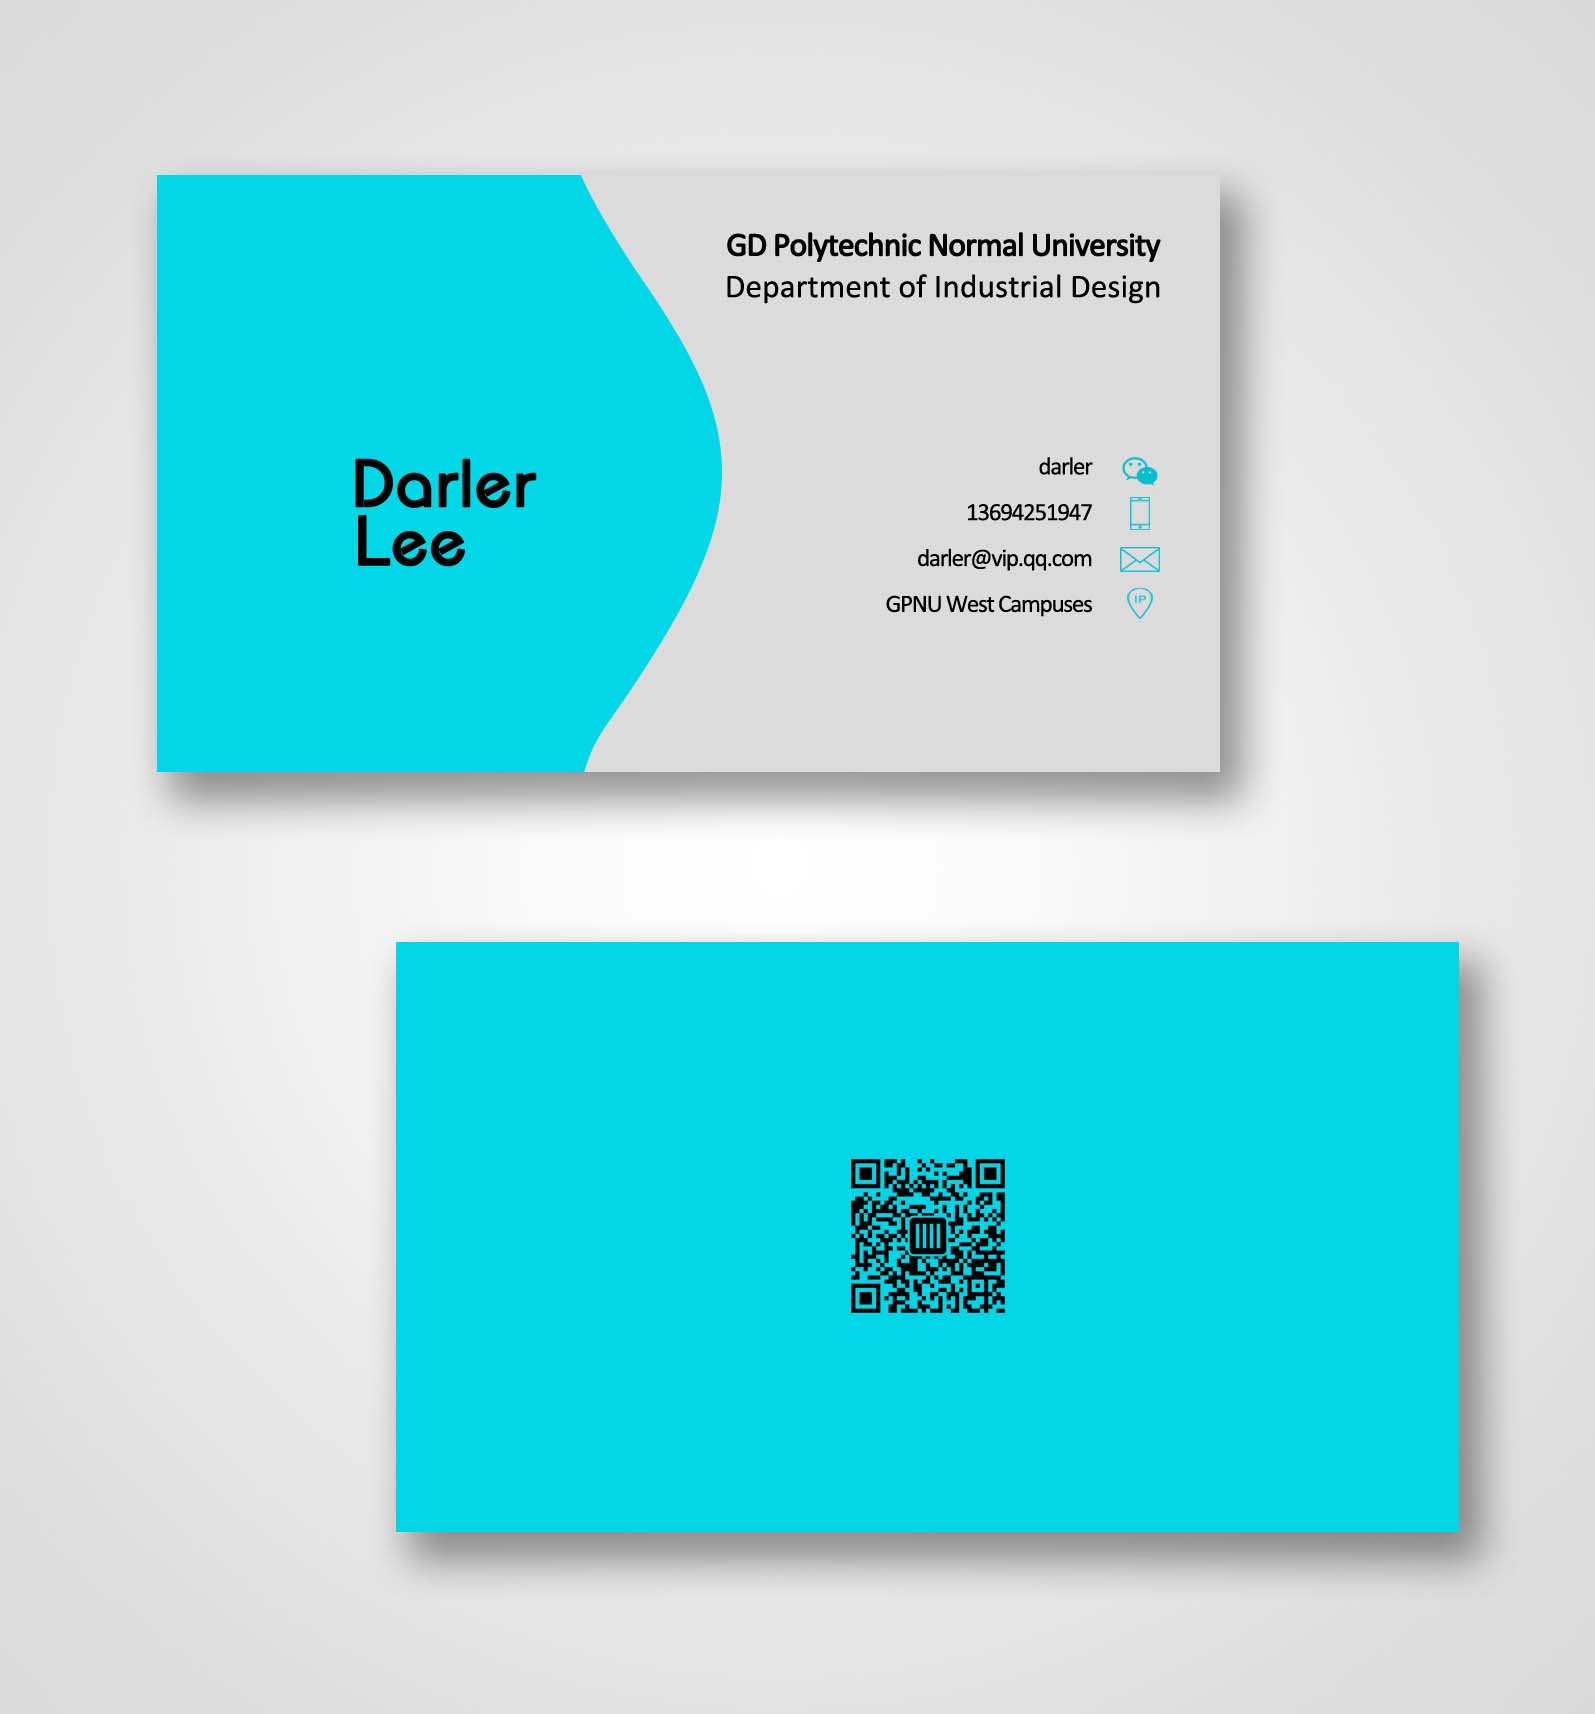 Darler
Lee
GD Polytechnic Normal University
Department of Industrial Design
darler
13694251947
darler@vip.qq.com
GPNU West Campuses
IP